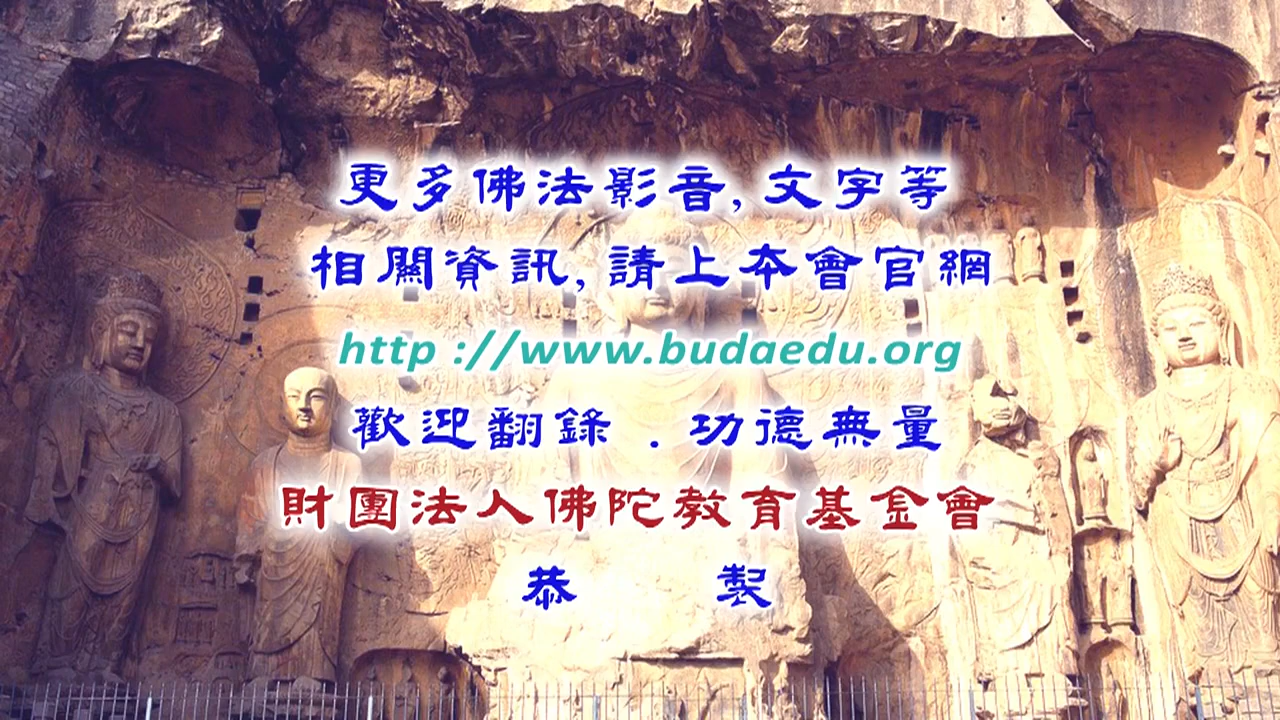 更多佛法影音,文字等
相關資訊,請上本會官網
http ://www.budaedu.org
歡迎翻錄 . 功德無量
財團法人佛陀教育基金會
恭 製